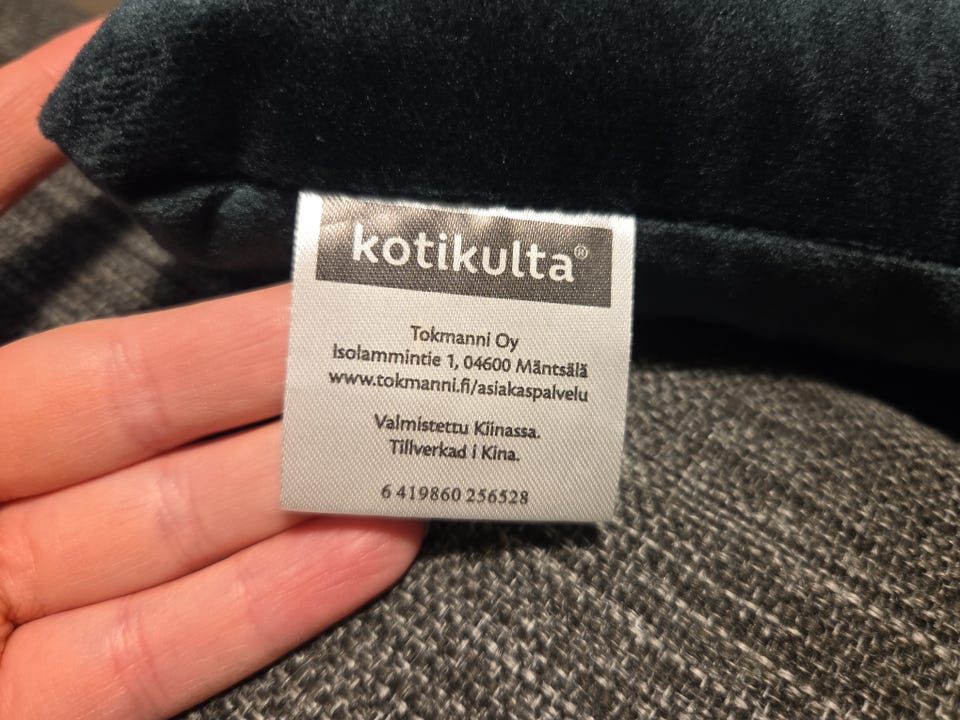 kotikulta®
Tokmanni Oy
Isolammintie 1, 04600 Mäntsälä
www.tokmanni.fi/asiakaspalvelu
Valmistettu Kiinassa.
Tillverkad i Kina.
6 419860 256528